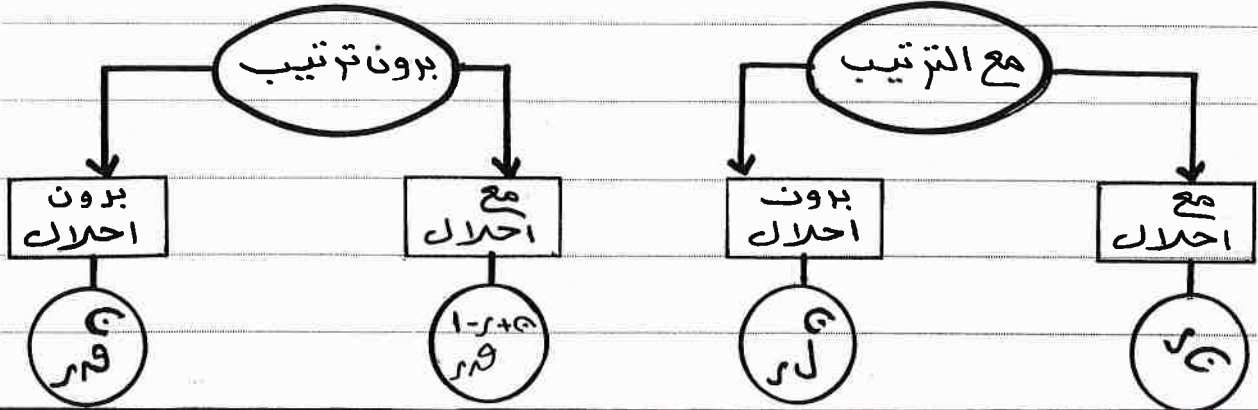 مع الترتيب
بدون ترتيب
مع
احلال
بدون
احلال
مع
احلال
بدون
احلال
ن ر
ن
ل ر
ن+ر-1
ق ر
ن
ق ر